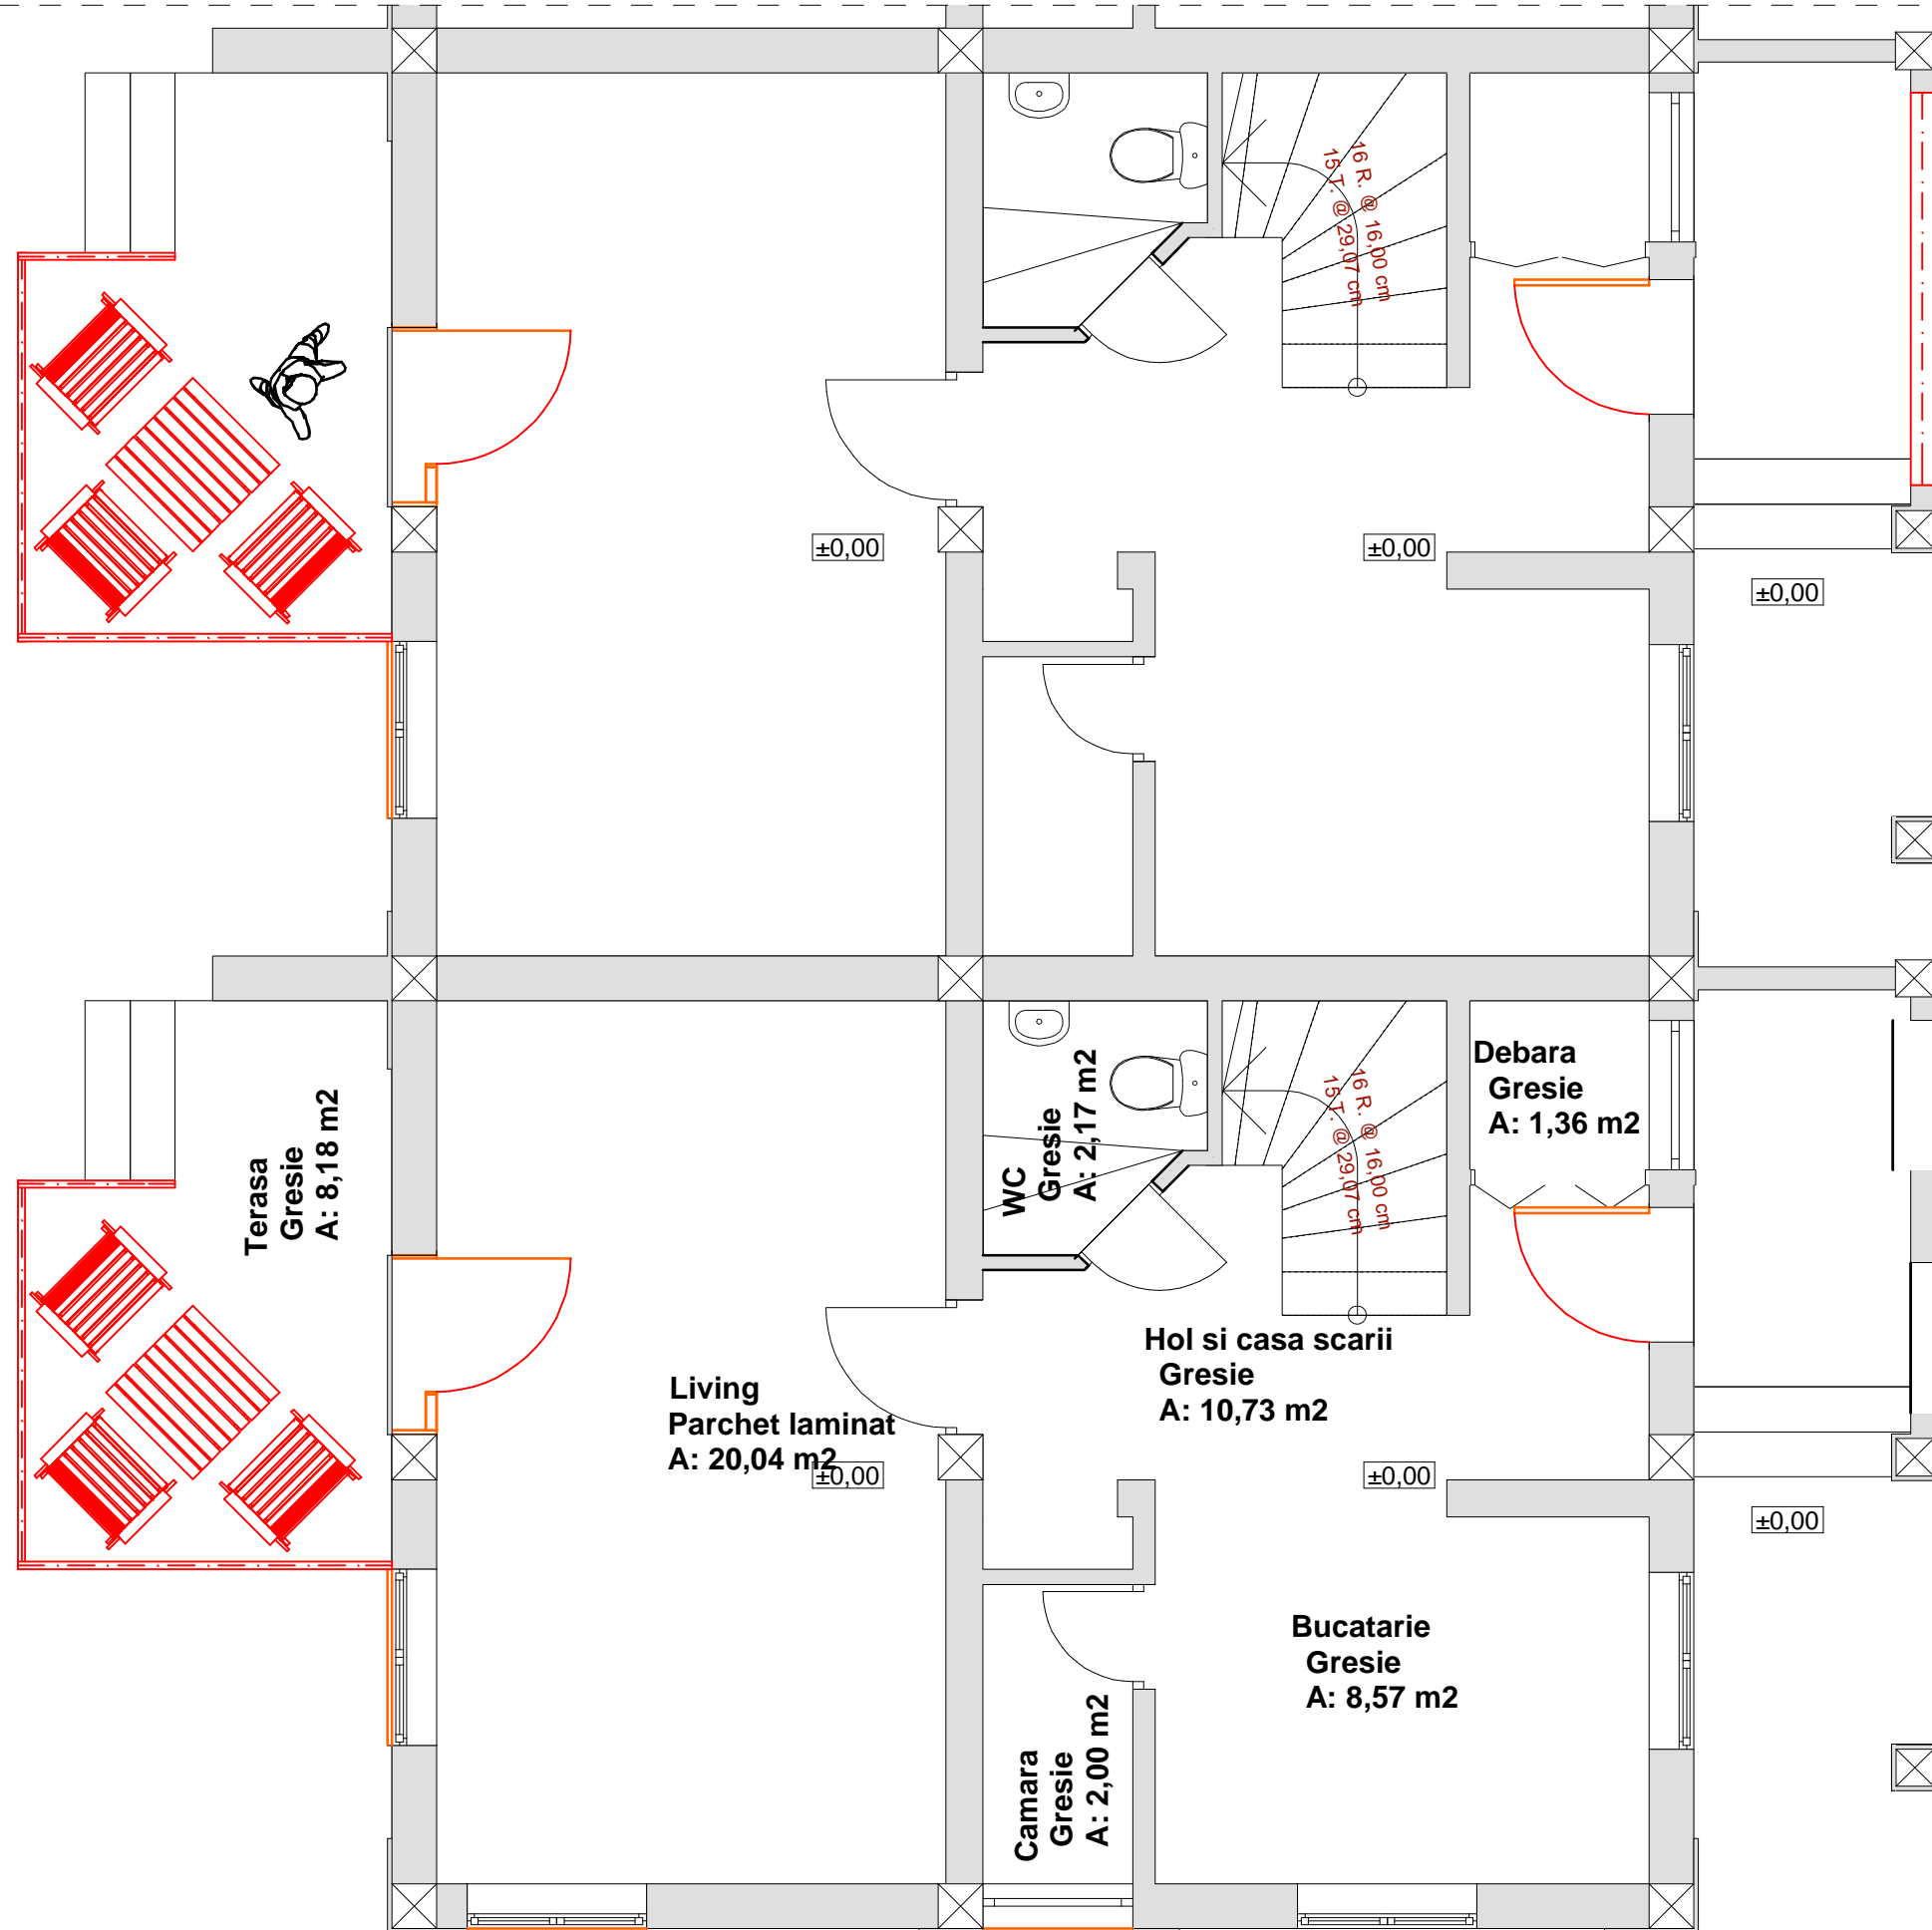 16 R. @ 16,00 cm
15 T. @ 29,07 cm
±0,00
±0,00
±0,00
Terasa
Gresie
A: 8,18 m2
WC
Gresie
A: 2,17 m2
16 R. @ 16,00 cm
15 T. @ 29,07 cm
Debara
Gresie
A: 1,36 m2
Living
Parchet laminat
A: 20,04 m2
±0,00
Hol si casa scarii
Gresie
A: 10,73 m2
±0,00
±0,00
Camara
Gresie
A: 2,00 m2
Bucatarie
Gresie
A: 8,57 m2